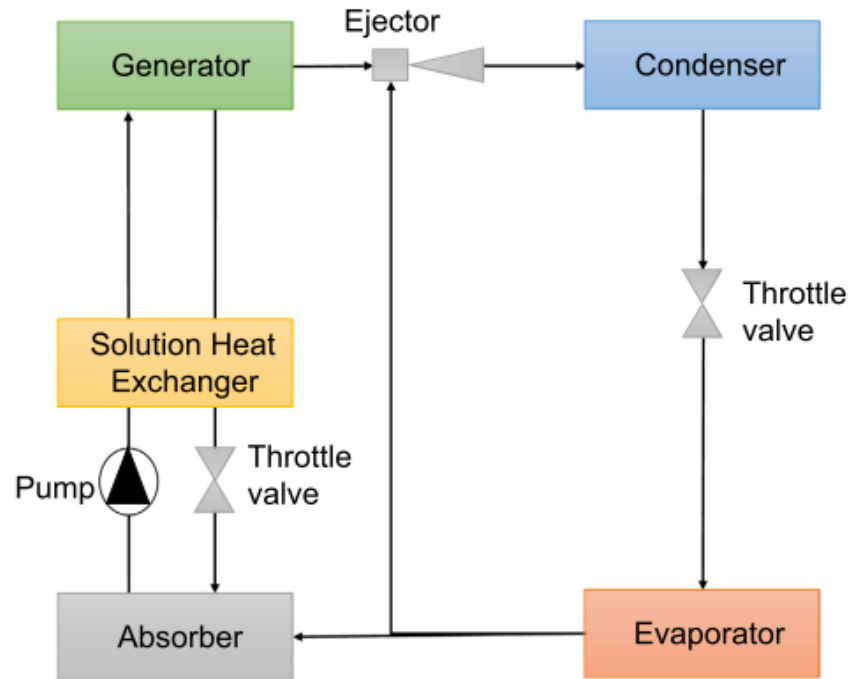 Ejector
Generator
Condenser
Throttle
valve
Solution Heat
Exchanger
Throttle
valve
Pump
Absorber
Evaporator